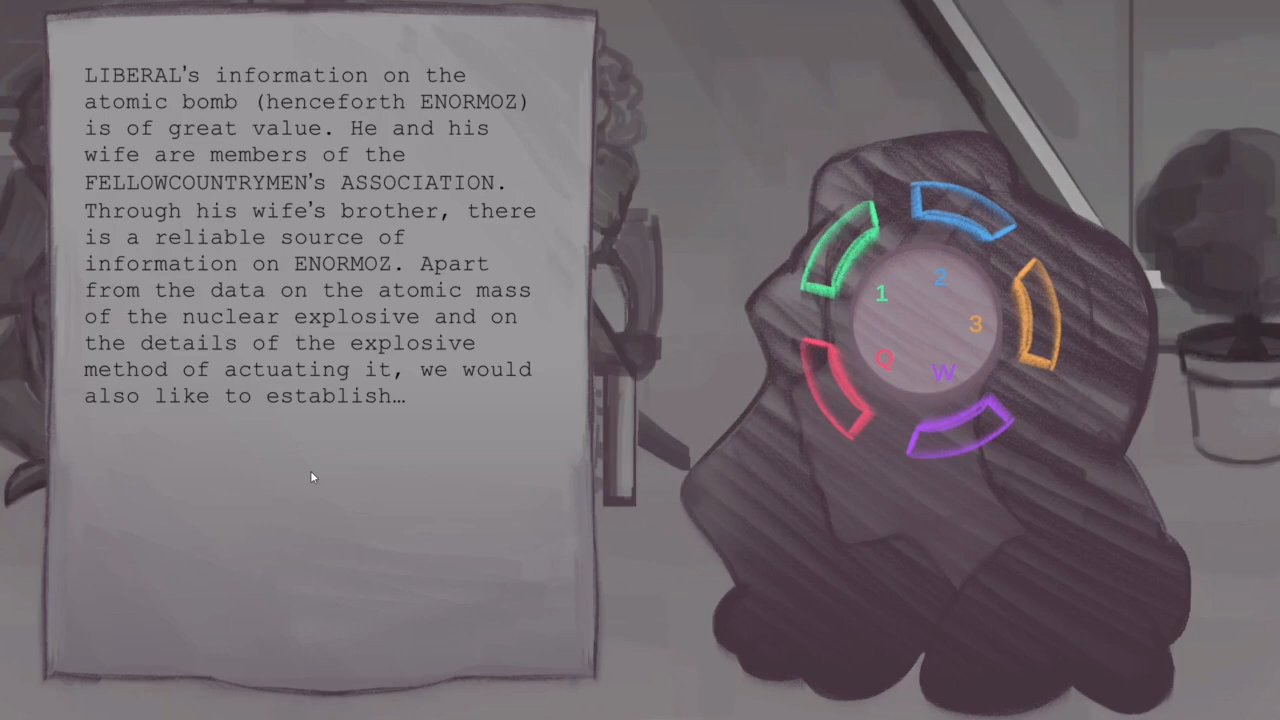 LIBERAL's information on the
atomic bomb (henceforth ENORMOZ)
is of great value. He and his
wife are members of the
FELLOWCOUNTRYMEN's ASSOCIATION.
Through his wife's brother, there
is a reliable source of
information on ENORMOZ. Apart
from the data on the atomic mass
of the nuclear explosive and on
the details of the explosive
method of actuating it, we would
also like to establish…
1
2
3
Q
W